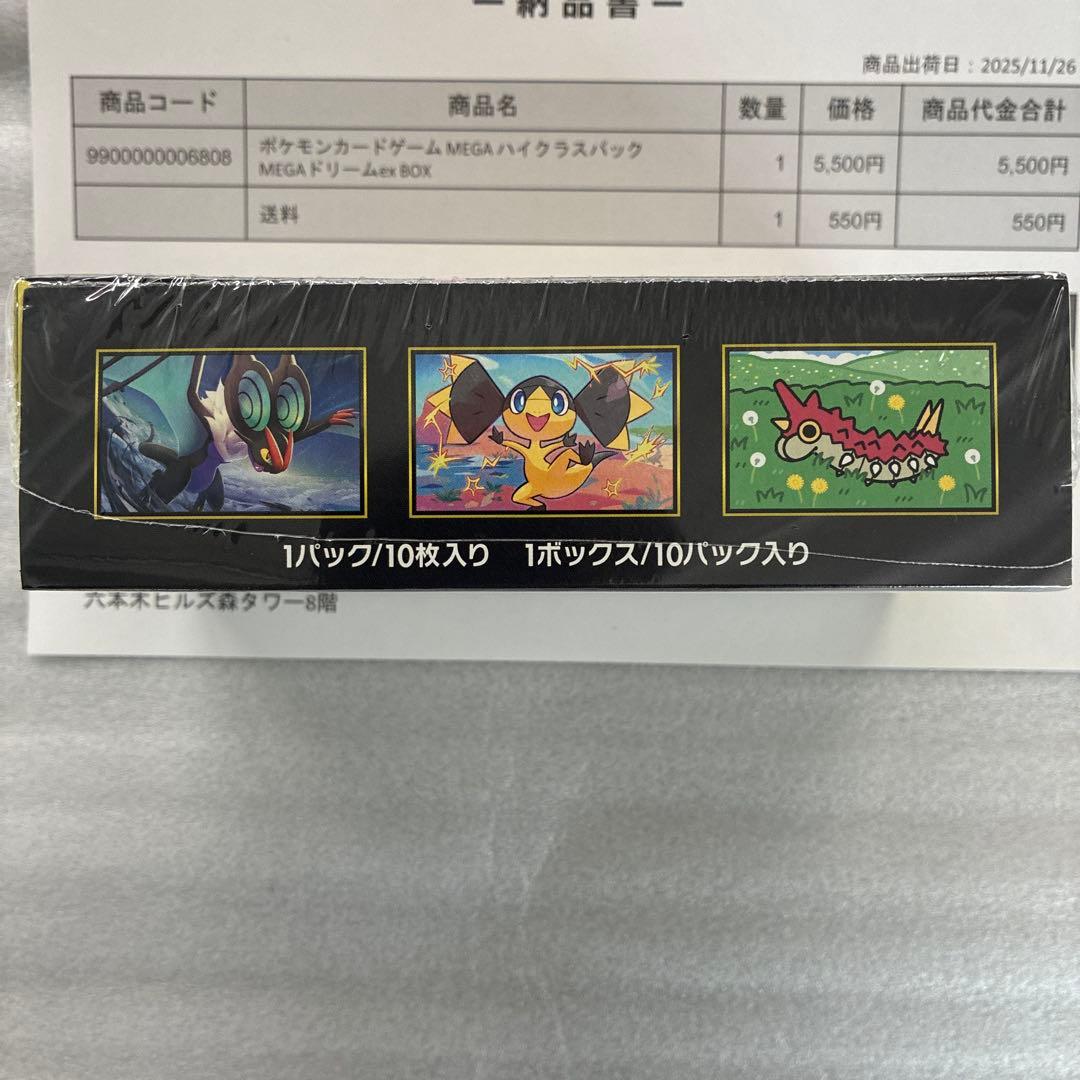 ー 納 品 書 ー
商品出荷日：2025/11/26
商品コード 商品名 数量 価格 商品代金合計
9900000006808 ポケモンカードゲーム MEGA ハイクラスパック 1 5,500円 5,500円
MEGAドリームex BOX
送料 1 550円 550円
1パック/10枚入り 1ボックス/10パック入り
六本木ヒルズ森タワー8階